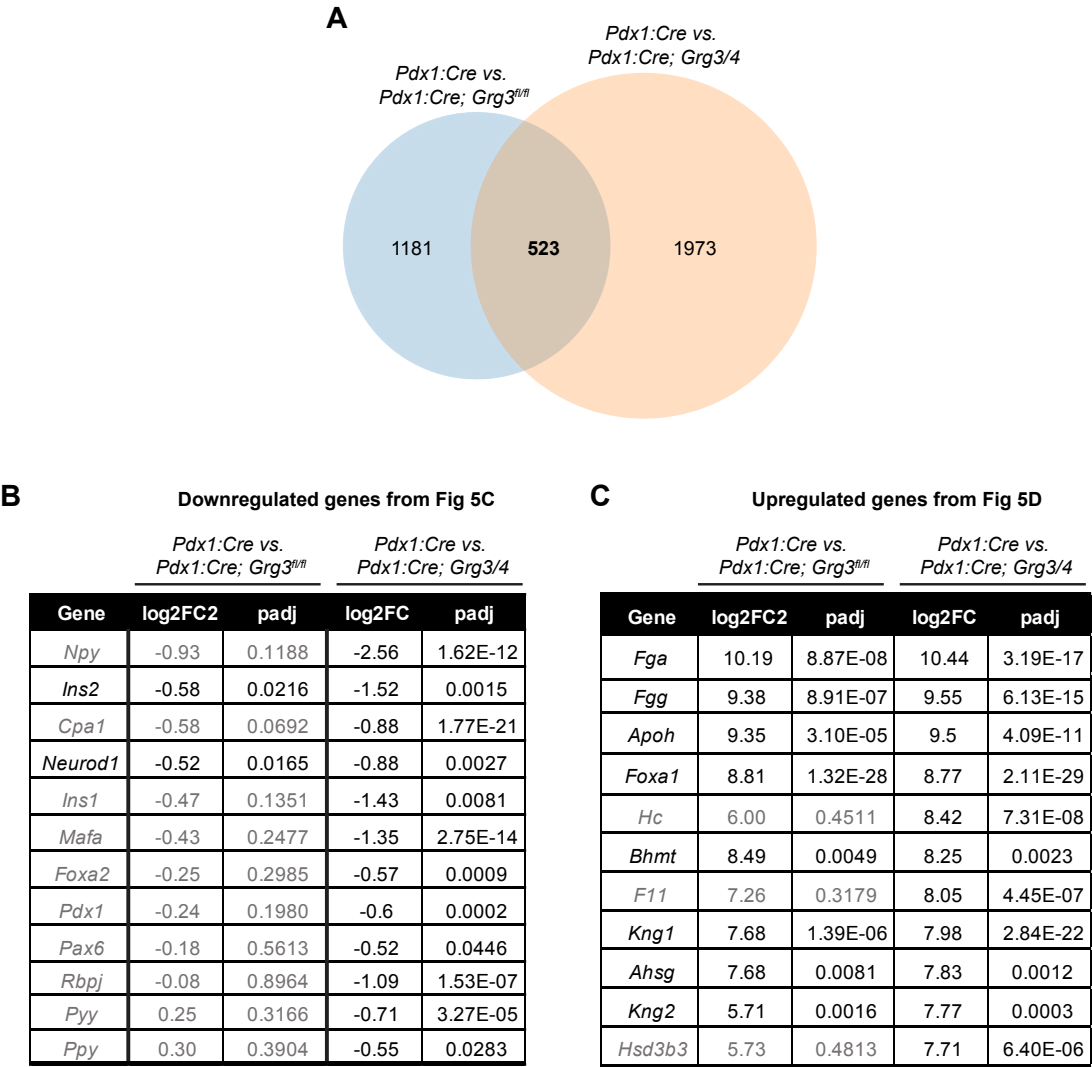 A
Pdx1:Cre vs.
Pdx1:Cre; Grg3/4
Pdx1:Cre vs.
Pdx1:Cre; Grg3fl/fl
1181 523 1973
B Downregulated genes from Fig 5C
Pdx1:Cre vs. Pdx1:Cre vs.
Pdx1:Cre; Grg3fl/fl Pdx1:Cre; Grg3/4
Gene log2FC2 padj log2FC padj
Npy -0.93 0.1188 -2.56 1.62E-12
Ins2 -0.58 0.0216 -1.52 0.0015
Cpa1 -0.58 0.0692 -0.88 1.77E-21
Neurod1 -0.52 0.0165 -0.88 0.0027
Ins1 -0.47 0.1351 -1.43 0.0081
Mafa -0.43 0.2477 -1.35 2.75E-14
Foxa2 -0.25 0.2985 -0.57 0.0009
Pdx1 -0.24 0.1980 -0.6 0.0002
Pax6 -0.18 0.5613 -0.52 0.0446
Rbpj -0.08 0.8964 -1.09 1.53E-07
Pyy 0.25 0.3166 -0.71 3.27E-05
Ppy 0.30 0.3904 -0.55 0.0283
C Upregulated genes from Fig 5D
Pdx1:Cre vs. Pdx1:Cre vs.
Pdx1:Cre; Grg3fl/fl Pdx1:Cre; Grg3/4
Gene log2FC2 padj log2FC padj
Fga 10.19 8.87E-08 10.44 3.19E-17
Fgg 9.38 8.91E-07 9.55 6.13E-15
Apoh 9.35 3.10E-05 9.5 4.09E-11
Foxa1 8.81 1.32E-28 8.77 2.11E-29
Hc 6.00 0.4511 8.42 7.31E-08
Bhmt 8.49 0.0049 8.25 0.0023
F11 7.26 0.3179 8.05 4.45E-07
Kng1 7.68 1.39E-06 7.98 2.84E-22
Ahsg 7.68 0.0081 7.83 0.0012
Kng2 5.71 0.0016 7.77 0.0003
Hsd3b3 5.73 0.4813 7.71 6.40E-06